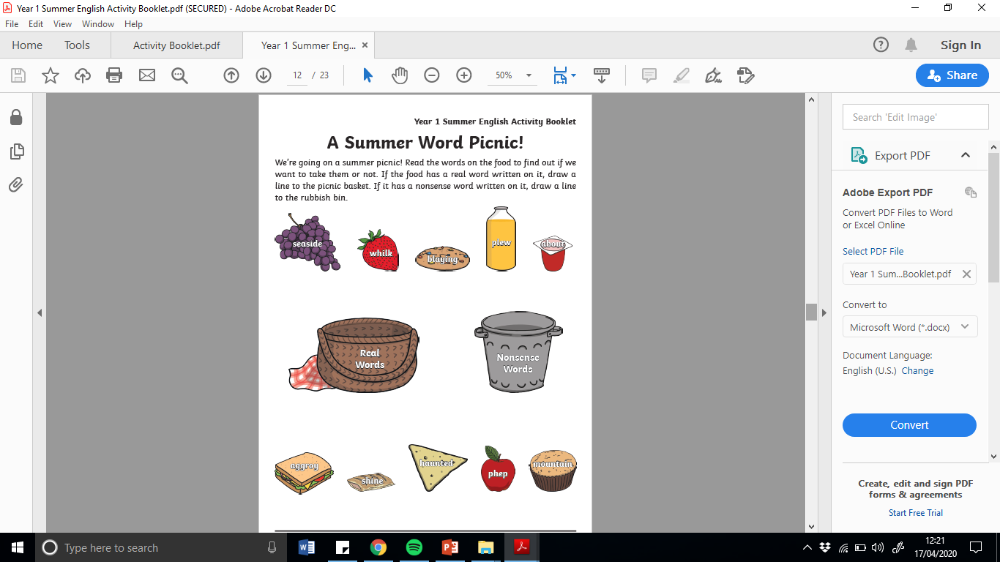 Year 1 Summer English Activity Booklet.pdf (SECURED) - Adobe Acrobat Reader DC
File Edit View Window Help
Home Tools Activity Booklet.pdf Year 1 Summer Eng... ×
12 / 23 50% Share
Year 1 Summer English Activity Booklet
A Summer Word Picnic!
We're going on a summer picnic! Read the words on the food to find out if we
want to take them or not. If the food has a real word written on it, draw a
line to the picnic basket. If it has a nonsense word written on it, draw a line
to the rubbish bin.
seaside
whilk
blaying
plew
about
Real
Words
Nonsense
Words
aggroy
shine
haunted
phep
mountain
Search 'Edit Image'
Export PDF
Adobe Export PDF
Convert PDF Files to Word
or Excel Online
Select PDF File
Year 1 Sum...Booklet.pdf
Convert to
Microsoft Word (*.docx)
Document Language:
English (U.S.) Change
Convert
Create, edit and sign PDF
forms & agreements
Start Free Trial
Sign In
Type here to search
12:21
17/04/2020